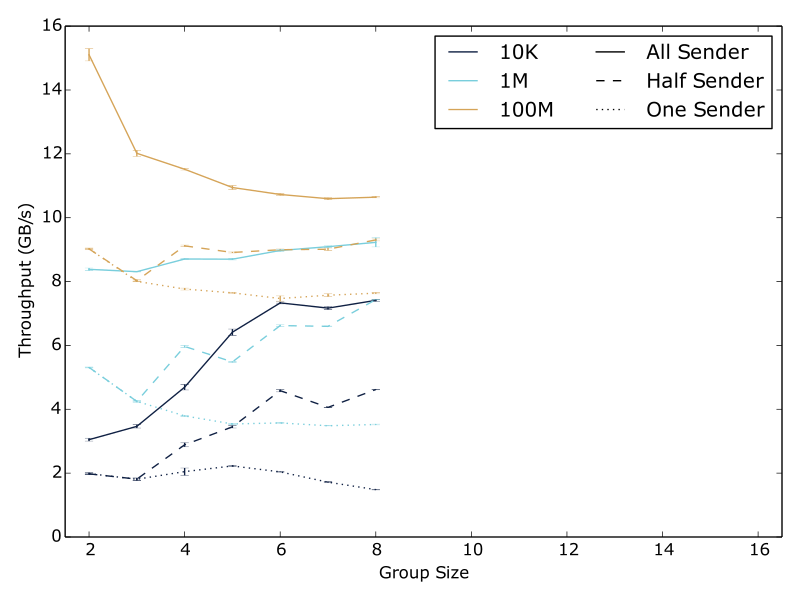 16
14
12
10
8
6
4
2
0
Throughput (GB/s)
10K
1M
100M
All Sender
Half Sender
One Sender
2 4 6 8 10 12 14 16
Group Size